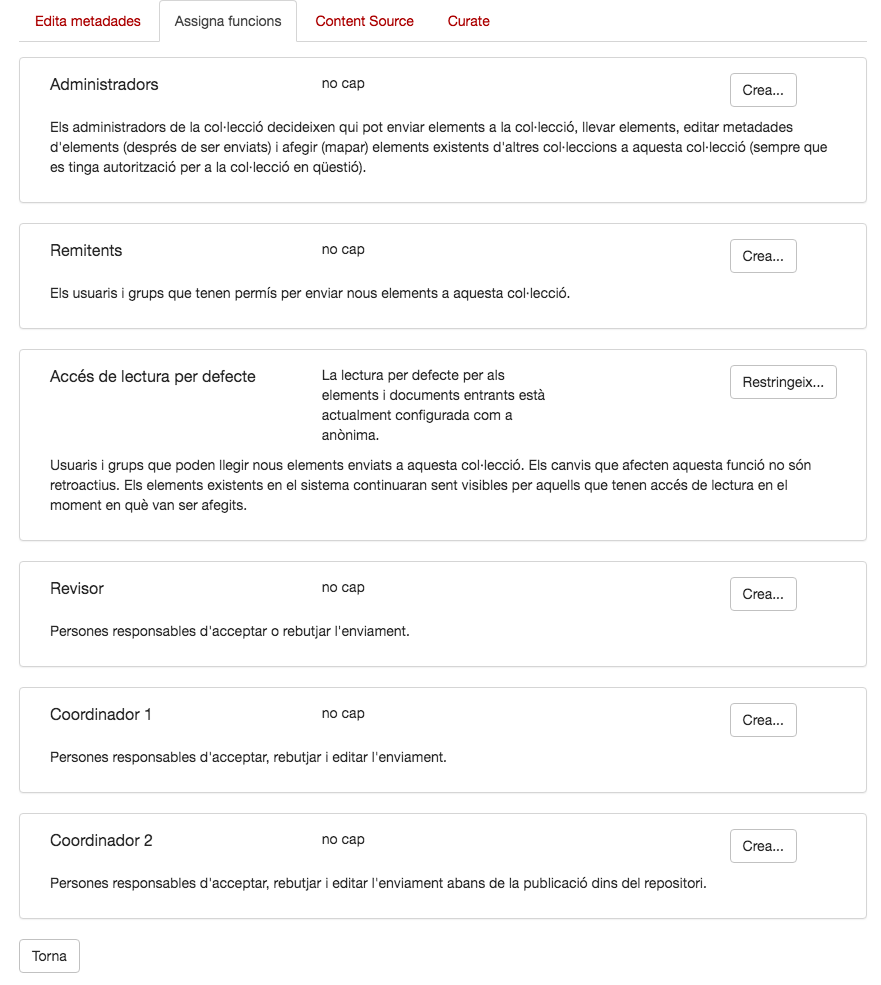 Edita metadades Assigna funcions Content Source Curate
Administradors no cap Crea...
Els administradors de la col·lecció decideixen qui pot enviar elements a la col·lecció, llevar elements, editar metadades
d'elements (després de ser enviats) i afegir (mapar) elements existents d'altres col·leccions a aquesta col·lecció (sempre que
es tinga autorització per a la col·lecció en qüestió).
Remitents no cap Crea...
Els usuaris i grups que tenen permís per enviar nous elements a aquesta col·lecció.
Accés de lectura per defecte La lectura per defecte per als Restringeix...
elements i documents entrants està
actualment configurada com a
anònima.
Usuaris i grups que poden llegir nous elements enviats a aquesta col·lecció. Els canvis que afecten aquesta funció no són
retroactius. Els elements existents en el sistema continuaran sent visibles per aquells que tenen accés de lectura en el
moment en què van ser afegits.
Revisor no cap Crea...
Persones responsables d'acceptar o rebutjar l'enviament.
Coordinador 1 no cap Crea...
Persones responsables d'acceptar, rebutjar i editar l'enviament.
Coordinador 2 no cap Crea...
Persones responsables d'acceptar, rebutjar i editar l'enviament abans de la publicació dins del repositori.
Torna